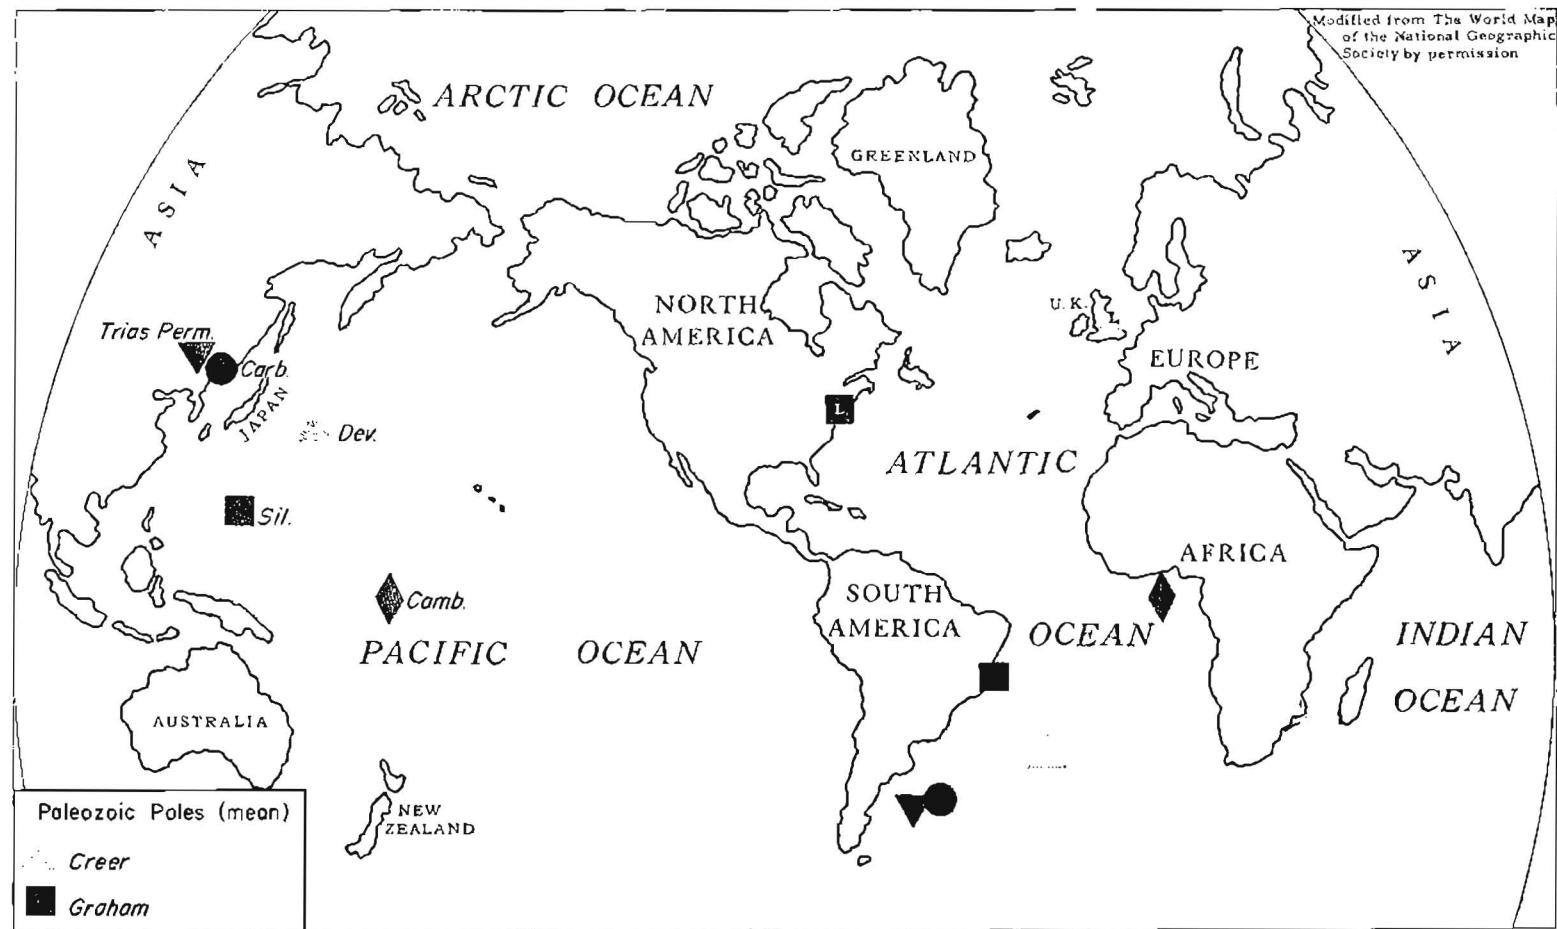 Modified from The World Map
of the National Geographic
Society by permission
ARCTIC OCEAN
GREENLAND
ASIA
ASIA
NORTH
AMERICA
U.K.
L
EUROPE
Trias Perm.
Carb.
JAPAN
Dev.
L
ATLANTIC
Sil.
AFRICA
Camb.
SOUTH
AMERICA
OCEAN
INDIAN
OCEAN
PACIFIC OCEAN
AUSTRALIA
NEW
ZEALAND
Paleozoic Poles (mean)
Creer
Graham